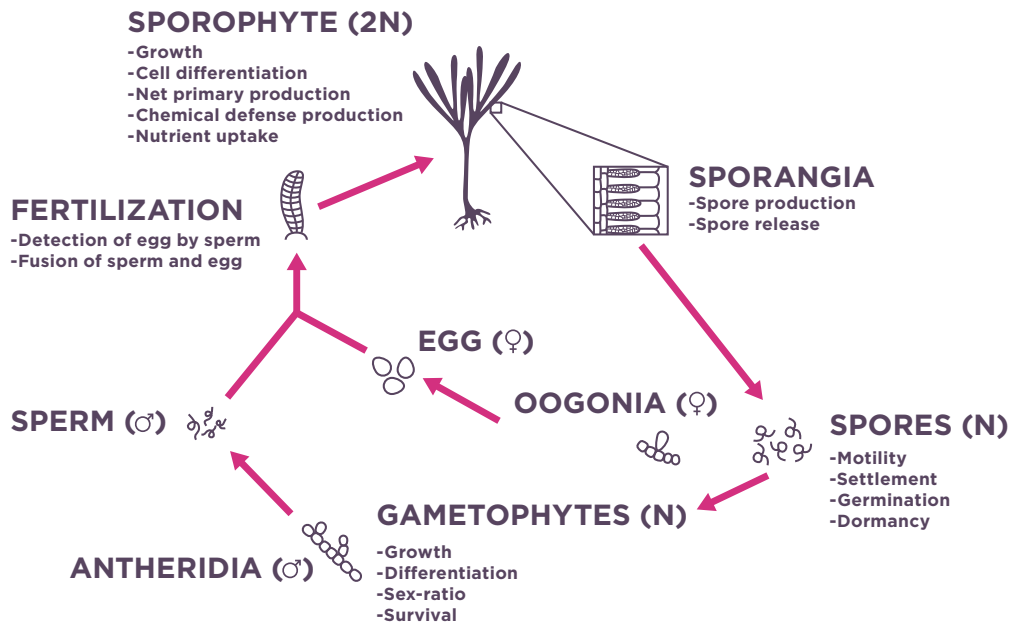 SPOROPHYTE (2N)
-Growth
-Cell differentiation
-Net primary production
-Chemical defense production
-Nutrient uptake
SPORANGIA
-Spore production
-Spore release
FERTILIZATION
-Detection of egg by sperm
-Fusion of sperm and egg
EGG (♀)
OOGONIA (♀)
SPERM (♂)
SPORES (N)
-Motility
-Settlement
-Germination
-Dormancy
GAMETOPHYTES (N)
-Growth
-Differentiation
-Sex-ratio
-Survival
ANTHERIDIA (♂)